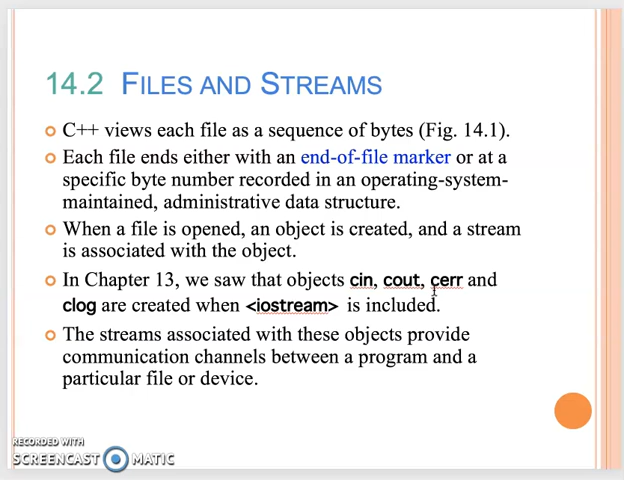 14.2 FILES AND STREAMS
C++ views each file as a sequence of bytes (Fig. 14.1).
Each file ends either with an end-of-file marker or at a
specific byte number recorded in an operating-system-
maintained, administrative data structure.
When a file is opened, an object is created, and a stream
is associated with the object.
In Chapter 13, we saw that objects cin, cout, cerr and
clog are created when <iostream> is included.
The streams associated with these objects provide
communication channels between a program and a
particular file or device.
RECORDED WITH
SCREENCAST MATIC